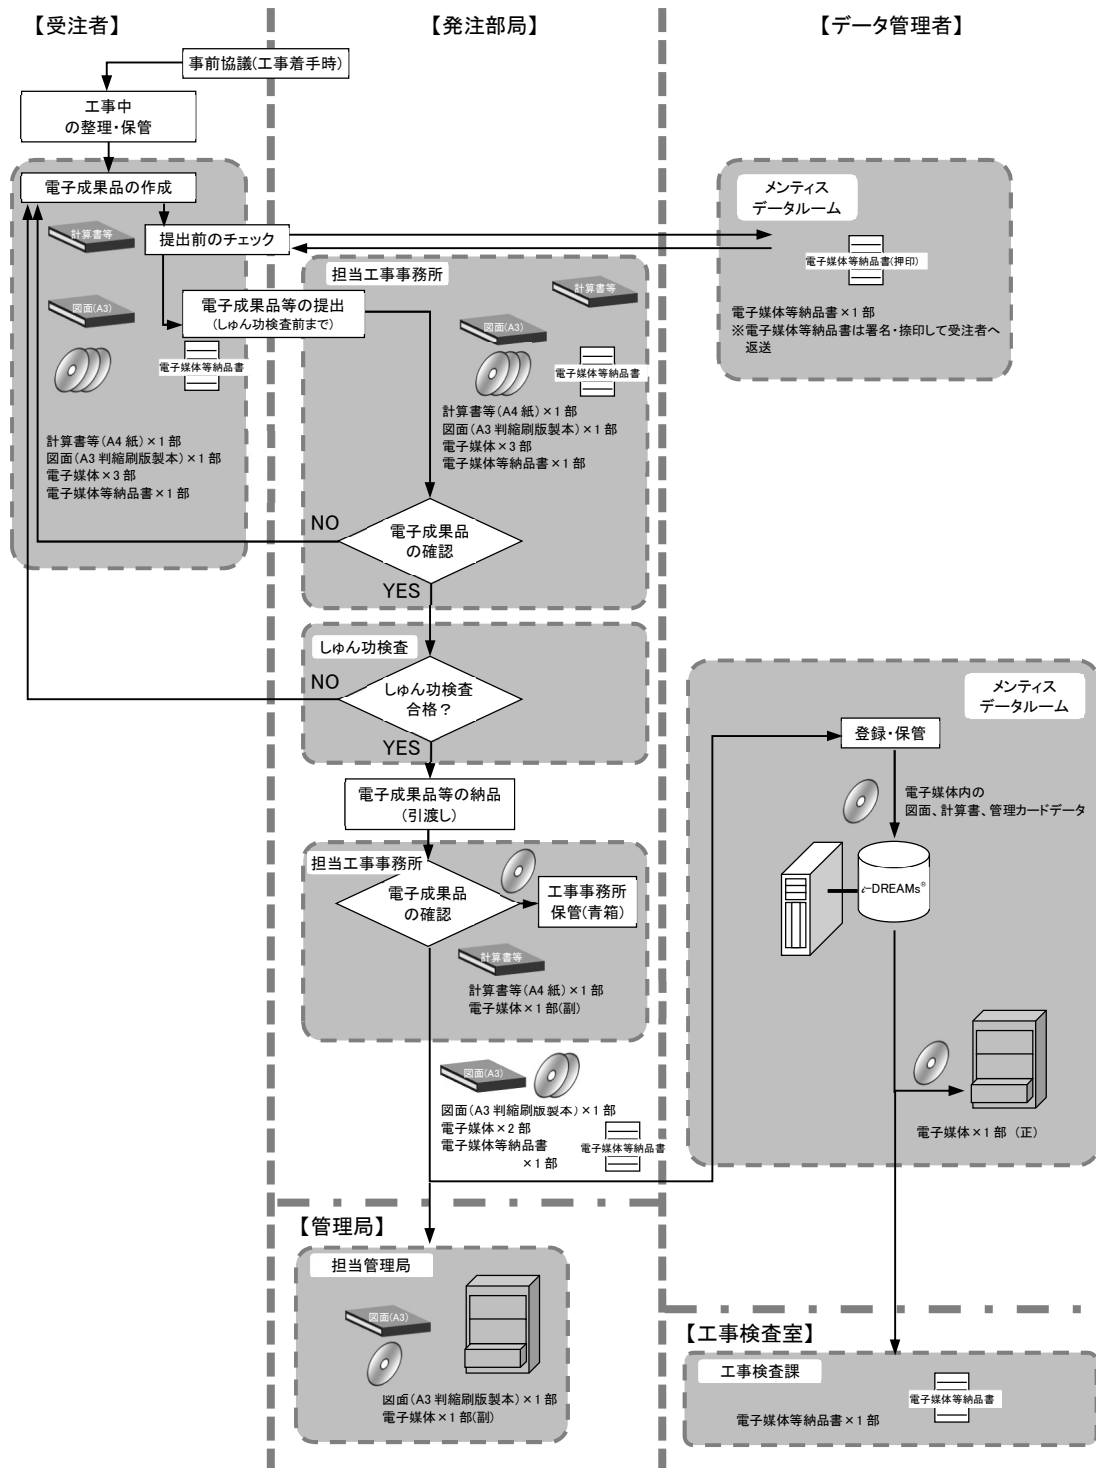 【受注者】
【発注部局】
【データ管理者】
事前協議(工事着手時)
工事中
の整理・保管
電子成果品の作成
計算書等
提出前のチェック
図面(A3)
電子成果品等の提出
(しゅん功検査前まで)
電子媒体等納品書
計算書等(A4 紙)×1 部
図面(A3 判縮刷版製本)×1 部
電子媒体×3 部
電子媒体等納品書×1 部
担当工事事務所
計算書等
図面(A3)
電子媒体等納品書
計算書等(A4 紙)×1 部
図面(A3 判縮刷版製本)×1 部
電子媒体×3 部
電子媒体等納品書×1 部
NO
電子成果品
の確認
YES
メンティス
データルーム
電子媒体等納品書(押印)
電子媒体等納品書×1 部
※電子媒体等納品書は署名・捺印して受注者へ
返送
しゅん功検査
NO
しゅん功検査
合格?
YES
電子成果品等の納品
(引渡し)
担当工事事務所
電子成果品
の確認
工事事務所
保管(青箱)
計算書等
計算書等(A4 紙)×1 部
電子媒体×1 部(副)
図面(A3)
図面(A3 判縮刷版製本)×1 部
電子媒体×2 部
電子媒体等納品書
×1 部
電子媒体等納品書
メンティス
データルーム
登録・保管
電子媒体内の
図面、計算書、管理カードデータ
i-DREAMs®
電子媒体×1 部 (正)
【管理局】
担当管理局
図面(A3)
図面(A3 判縮刷版製本)×1 部
電子媒体×1 部(副)
【工事検査室】
工事検査課
電子媒体等納品書
電子媒体等納品書×1 部